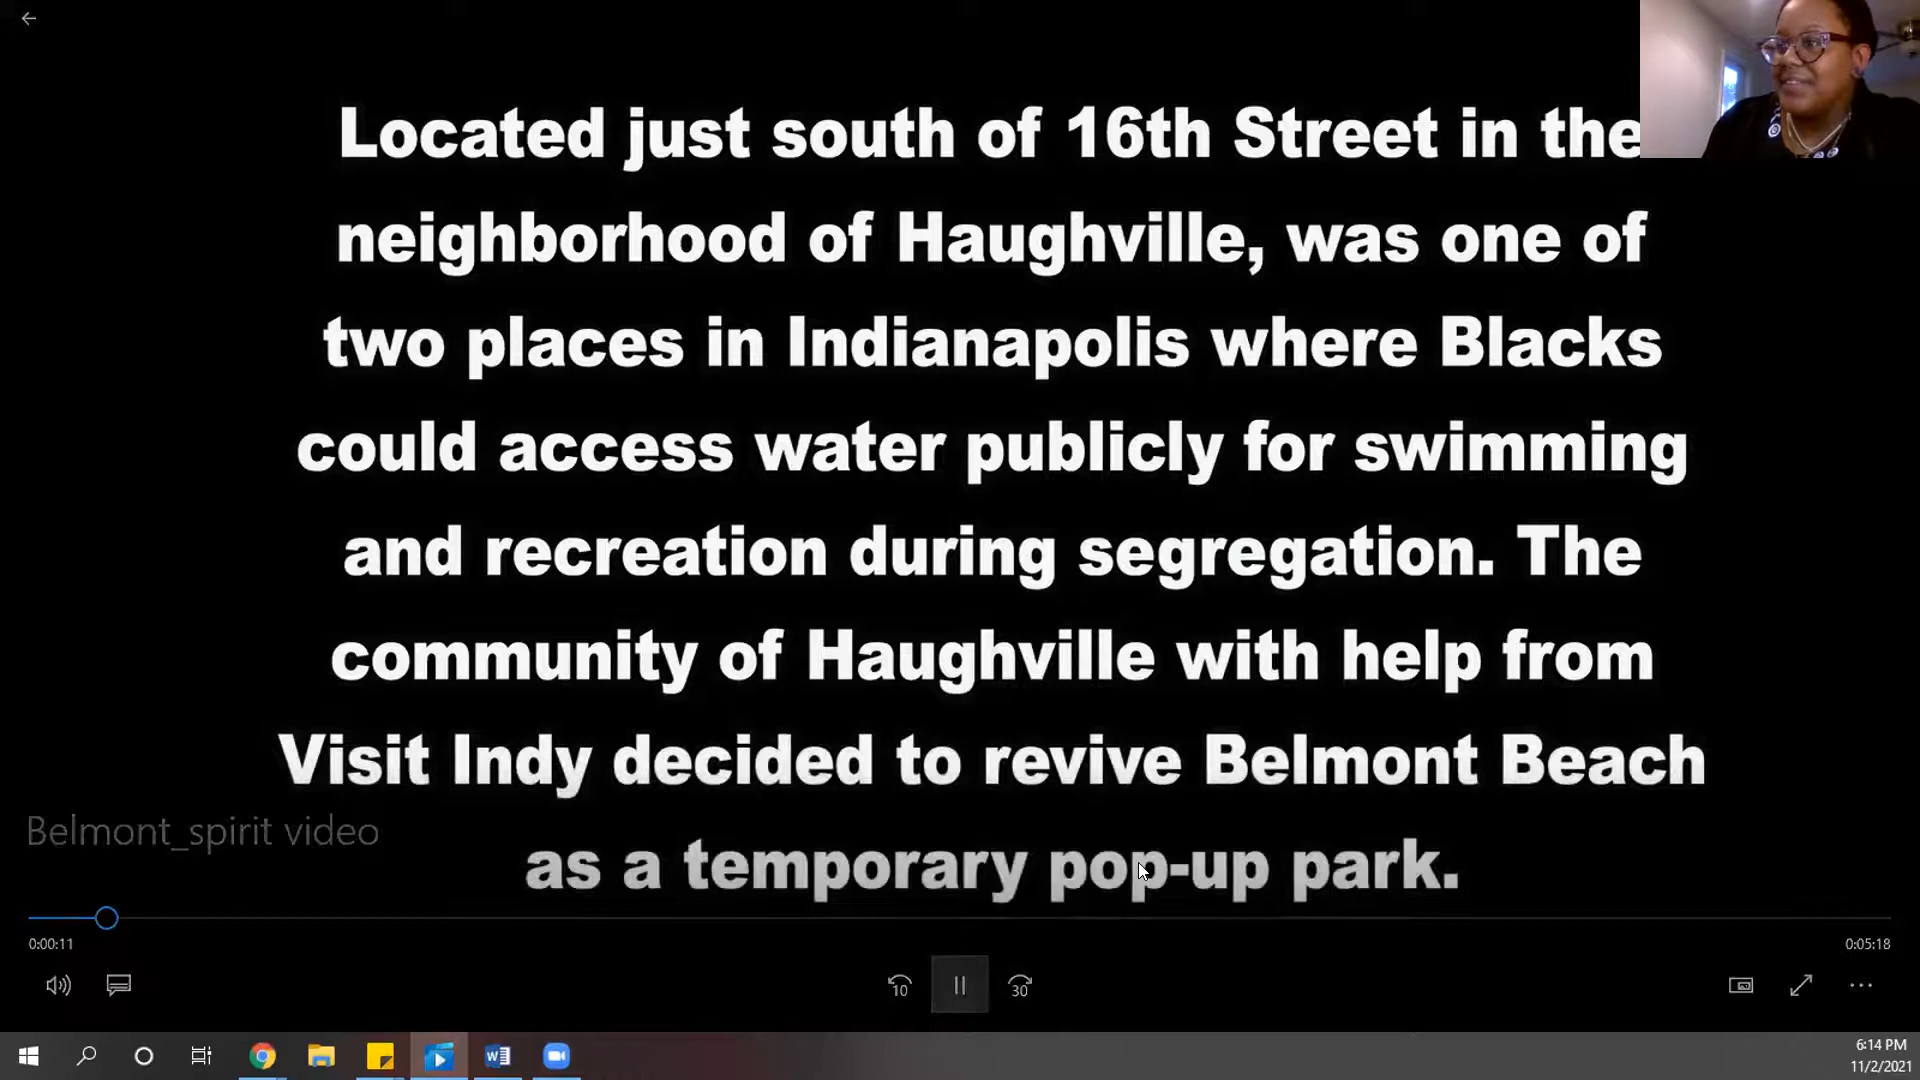 Located just south of 16th Street in the
neighborhood of Haughville, was one of
two places in Indianapolis where Blacks
could access water publicly for swimming
and recreation during segregation. The
community of Haughville with help from
Visit Indy decided to revive Belmont Beach
as a temporary pop-up park.
Belmont_spirit video
0:00:11
0:05:18
10
30
6:14 PM
11/2/2021